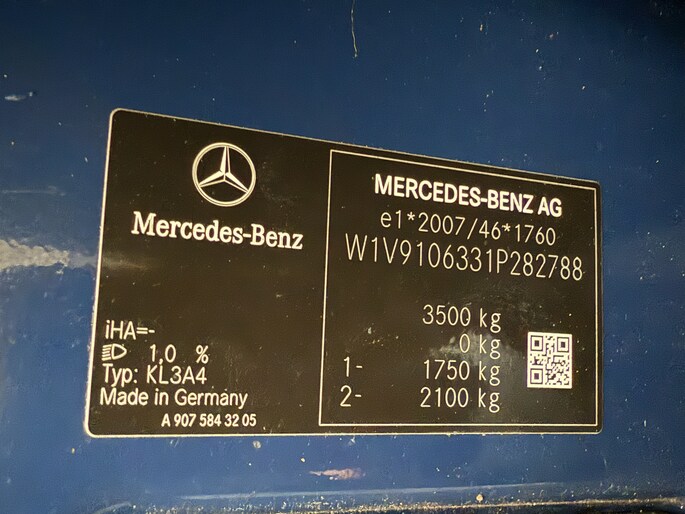 Mercedes-Benz
iHA=-
1,0 %
Typ: KL3A4
Made in Germany
A 907 584 32 05
MERCEDES-BENZ AG
e1*2007/46*1760
W1V9106331P282788
3500 kg
0 kg
1- 1750 kg
2- 2100 kg